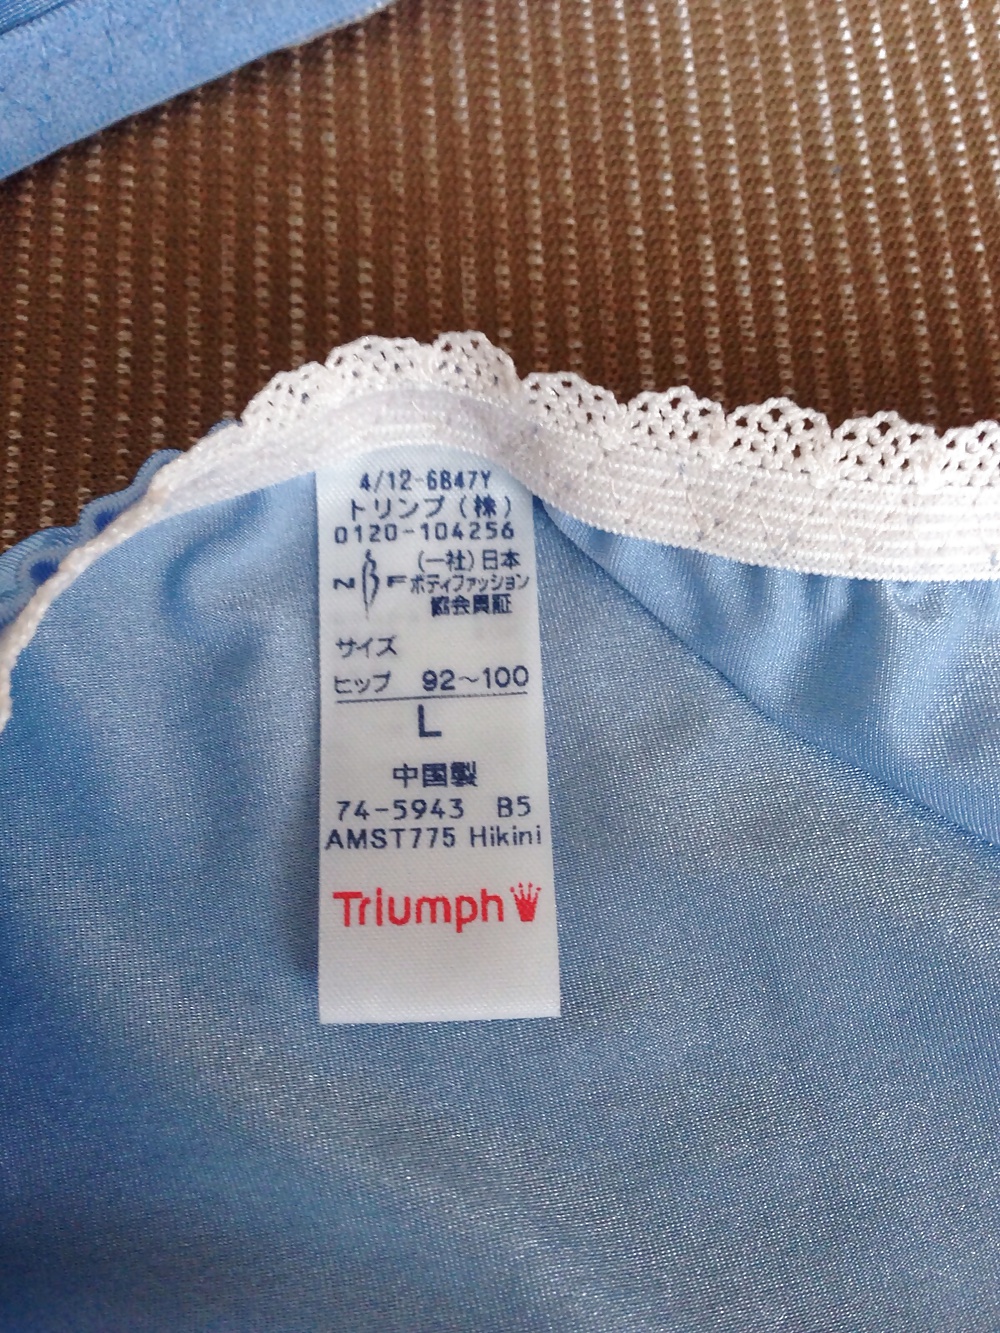 4/12-6B47Y
トリンプ(株)
0120-104256
(一社)日本
NBF ボディファッション
協会員証
サイズ
ヒップ 92～100
L
中国製
74-5943 B5
AMST775 Hikini
Triumph